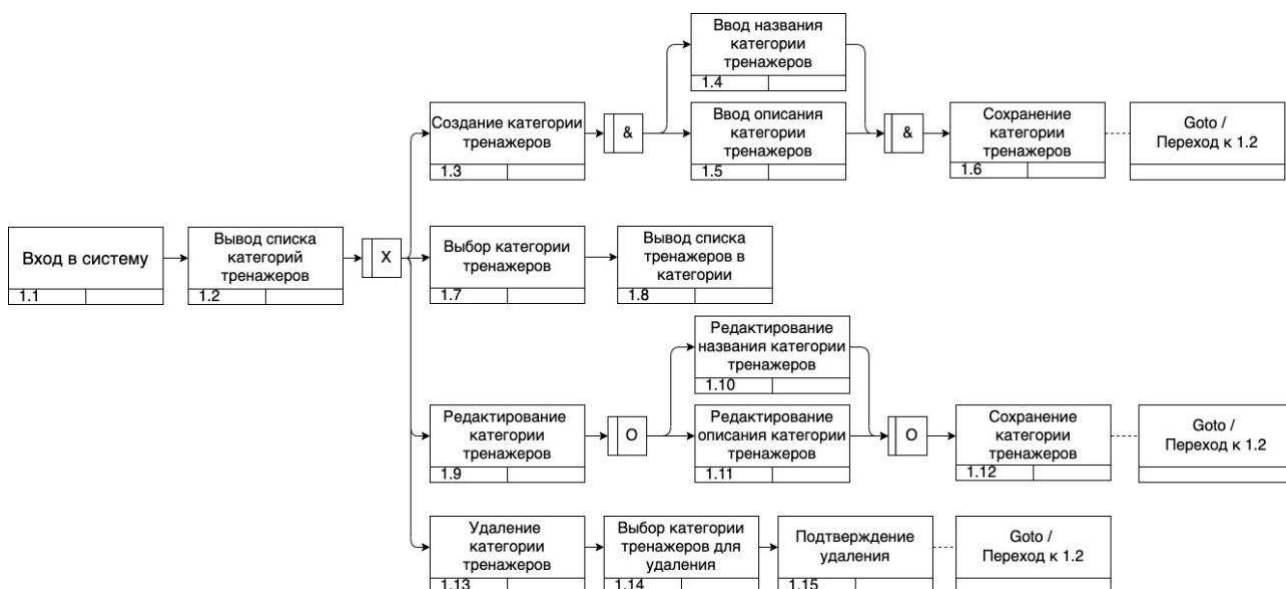 Ввод названия
категории
тренажеров
1.4
Создание категории
тренажеров
1.3
&
Ввод описания
категории
тренажеров
1.5
&
Сохранение
категории
тренажеров
1.6
Goto /
Переход к 1.2
Вход в систему
1.1
Вывод списка
категорий
тренажеров
1.2
X
Выбор категории
тренажеров
1.7
Вывод списка
тренажеров в
категории
1.8
Редактирование
названия категории
тренажеров
1.10
Редактирование
категории
тренажеров
1.9
O
Редактирование
описания категории
тренажеров
1.11
O
Сохранение
категории
тренажеров
1.12
Goto /
Переход к 1.2
Удаление
категории
тренажеров
1.13
Выбор категории
тренажеров для
удаления
1.14
Подтверждение
удаления
1.15
Goto /
Переход к 1.2